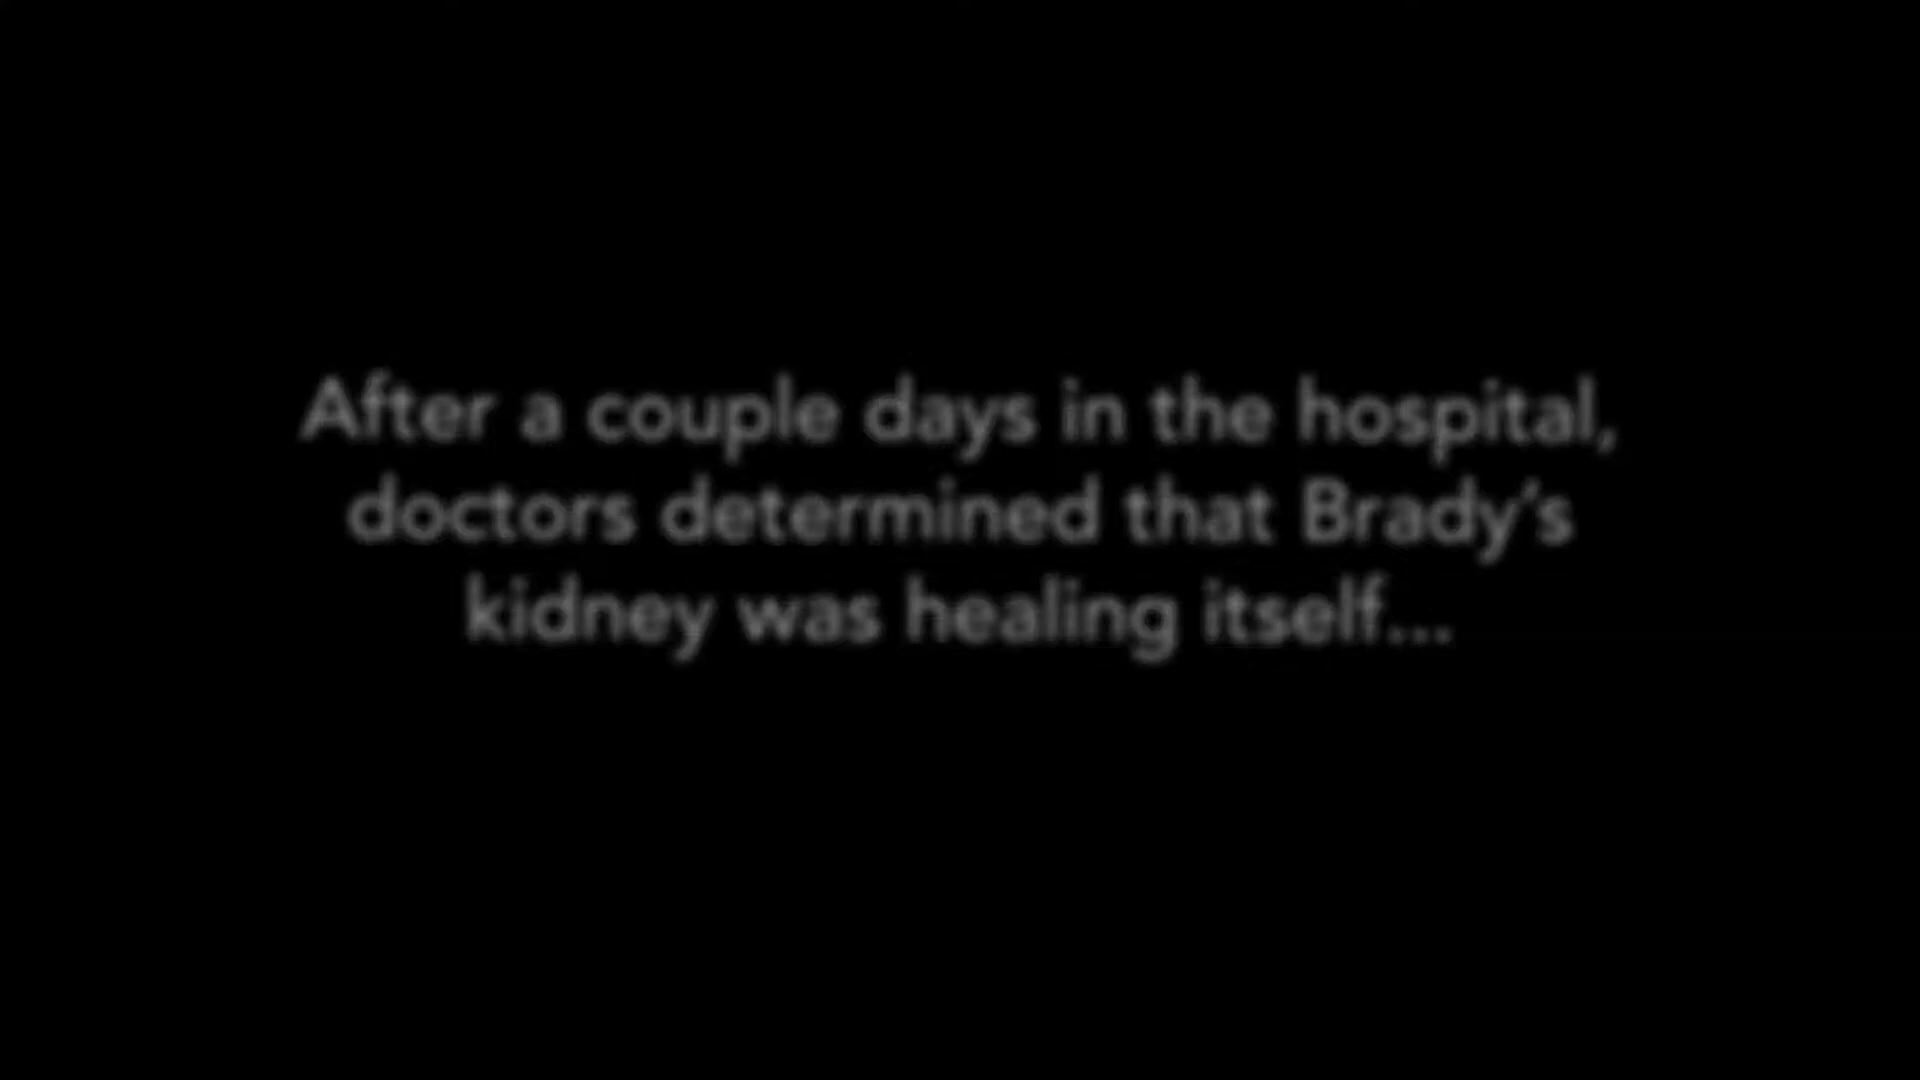 After a couple days in the hospital,
doctors determined that Brady's
kidney was healing itself...